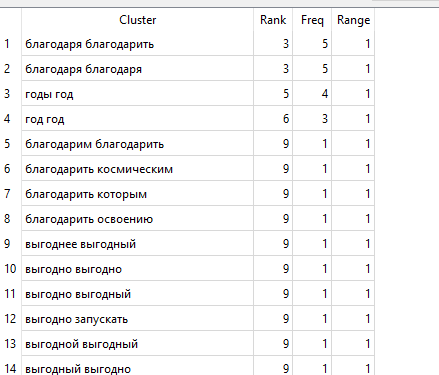 Cluster Rank Freq Range
1 благодаря благодарить 3 5 1
2 благодаря благодаря 3 5 1
3 годы год 5 4 1
4 год год 6 3 1
5 благодарим благодарить 9 1 1
6 благодарить космическим 9 1 1
7 благодарить которым 9 1 1
8 благодарить освоению 9 1 1
9 выгоднее выгодный 9 1 1
10 выгодно выгодно 9 1 1
11 выгодно выгодный 9 1 1
12 выгодно запускать 9 1 1
13 выгодной выгодный 9 1 1
14 выгодный выгодно 9 1 1